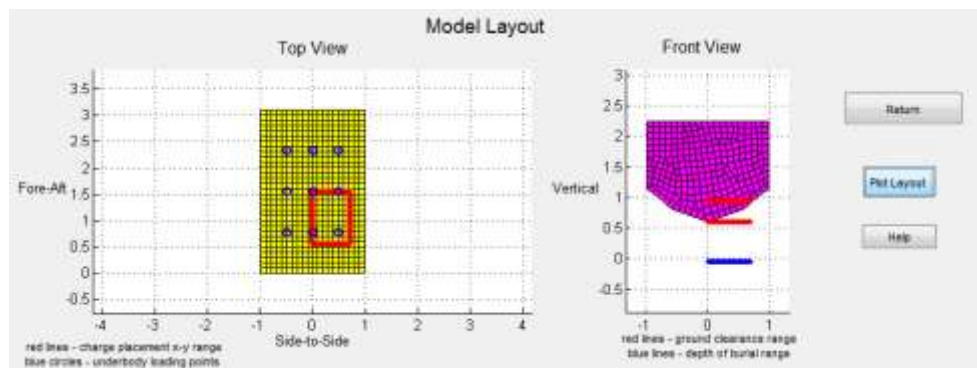 Model Layout
Top View
Front View
3.5
3
2.5
2
Fore-Aft 1.5
1
0.5
0
-0.5
-4 -3 -2 -1 0 1 2 3 4
Side-to-Side
red lines - charge placement x-y range
blue circles - underbody loading points
3
2.5
2
1.5
Vertical 1
0.5
0
-0.5
-1 0 1
red lines - ground clearance range
blue lines - depth of burial range
Return
Plot Layout
Help